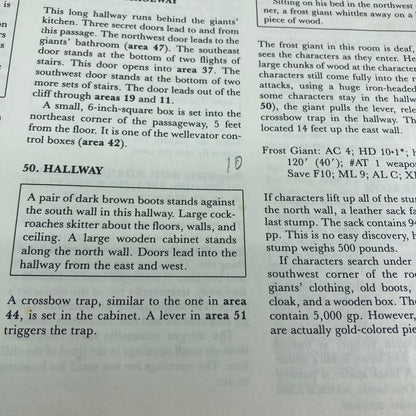 This long hallway runs behind the giants'
kitchen. Three secret doors lead to and from
this passage. The northwest door leads to the
giants' bathroom (area 47). The southeast
door stands at the bottom of two flights of
stairs. This door opens into area 37. The
southwest door stands at the bottom of two
more sets of stairs. The door leads out of the
cliff through areas 19 and 11.
A small, 6-inch-square box is set into the
northeast corner of the passageway, 5 feet
from the floor. It is one of the wellevator con-
trol boxes (area 42).
10
50. HALLWAY
A pair of dark brown boots stands against
the south wall in this hallway. Large cock-
roaches skitter about the floors, walls, and
ceiling. A large wooden cabinet stands
along the north wall. Doors lead into the
hallway from the east and west.
A crossbow trap, similar to the one in area
44, is set in the cabinet. A lever in area 51
triggers the trap.
Sitting on his bed in the northwest
ner, a frost giant whittles away on a
piece of wood.
The frost giant in this room is deaf,
sees the characters as they enter. He
large chunks of wood at the character
characters still come fully into the r
attacks, using a huge iron-headed
some characters stay in the hallw
50), the giant pulls the lever, relea
crossbow trap in the hallway. Th
located 14 feet up the east wall.
Frost Giant: AC 4; HD 10+1*; h
120' (40'); #AT 1 weapon
Save F10; ML 9; AL C; X
If characters lift up all of the stu
the north wall, a leather sack fa
last stump. The sack contains 94
pp. This is no easy discovery, h
stump weighs 500 pounds.
If characters search under
southwest corner of the ro
giants' clothing, old boots,
cloak, and a wooden box. The
contain 5,000 gp. However,
are actually gold-colored pie